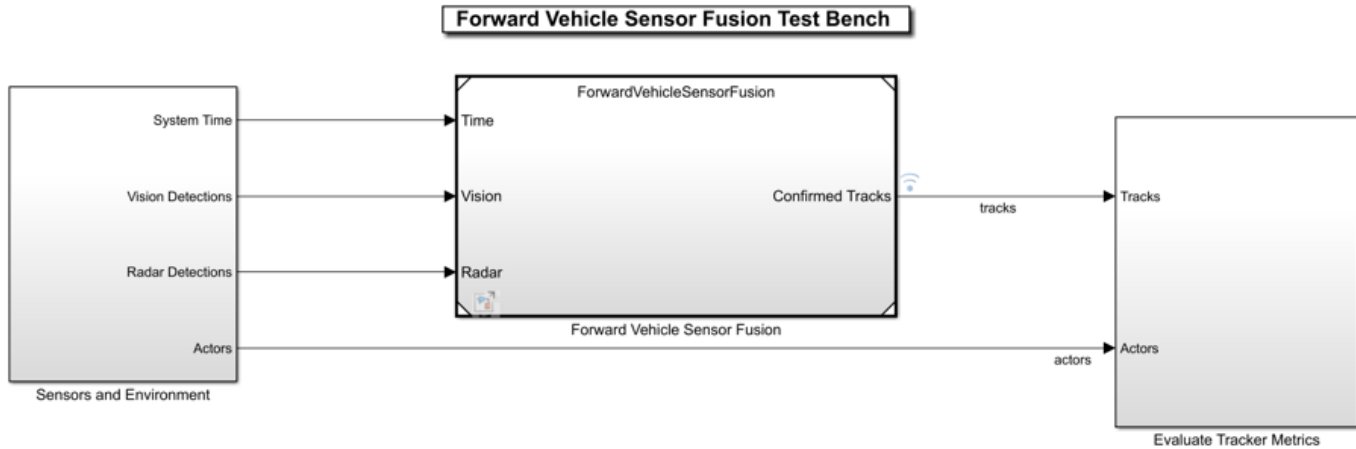 Forward Vehicle Sensor Fusion Test Bench
System Time
Vision Detections
Radar Detections
Actors
Sensors and Environment
ForwardVehicleSensorFusion
Time
Vision
Radar
Confirmed Tracks
Forward Vehicle Sensor Fusion
tracks
actors
Tracks
Actors
Evaluate Tracker Metrics